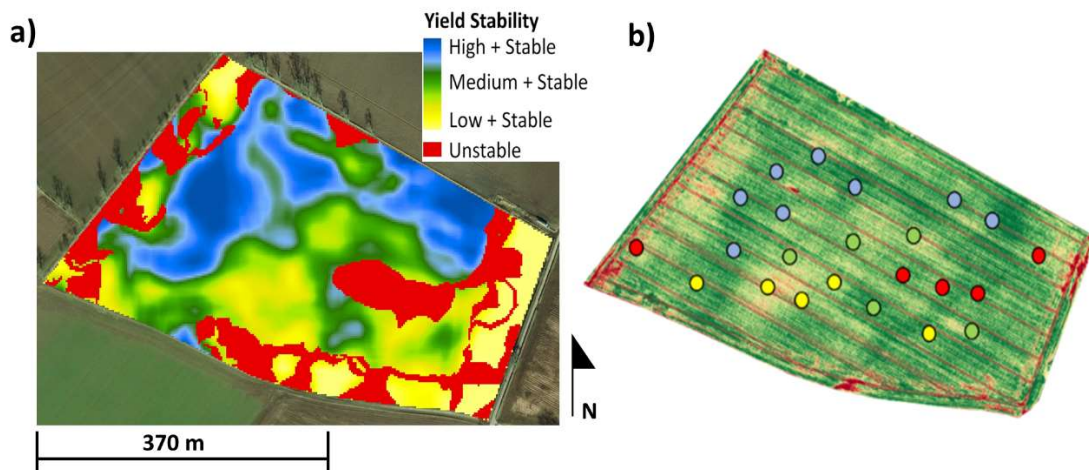 a)
Yield Stability
High + Stable
Medium + Stable
Low + Stable
Unstable
b)
N
370 m